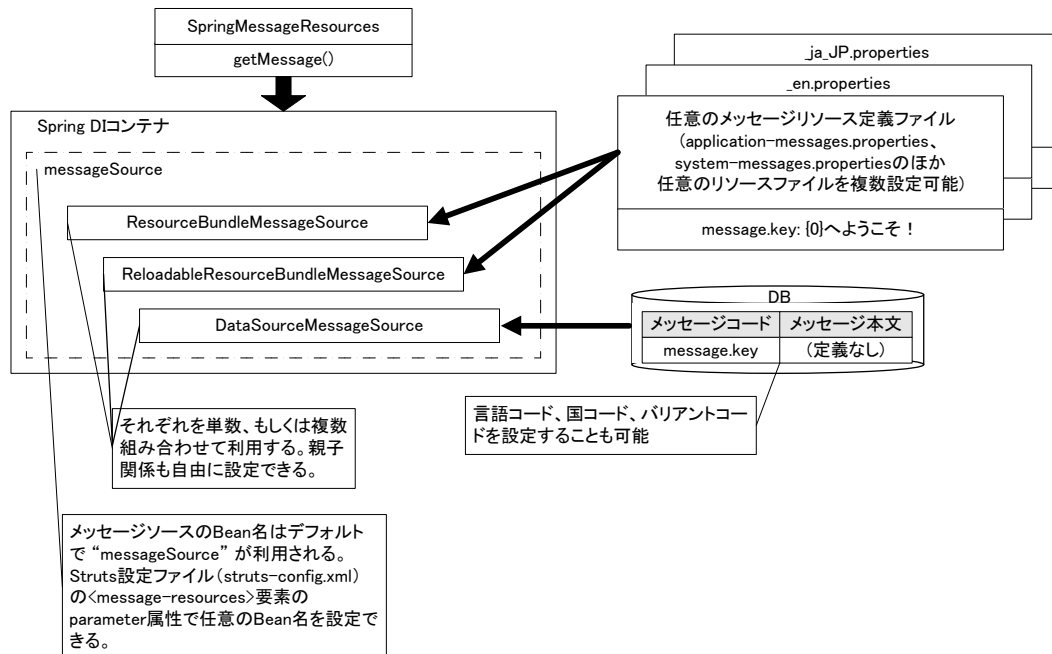 SpringMessageResources
getMessage()
_ja_JP.properties
_en.properties
任意のメッセージリソース定義ファイル
(application-messages.properties、
system-messages.propertiesのほか
任意のリソースファイルを複数設定可能)
message.key: {0}へようこそ！
Spring DIコンテナ
messageSource
ResourceBundleMessageSource
ReloadableResourceBundleMessageSource
DataSourceMessageSource
DB
メッセージコード メッセージ本文
message.key (定義なし)
言語コード、国コード、バリアントコー
ドを設定することも可能
それぞれを単数、もしくは複数
組み合わせて利用する。親子
関係も自由に設定できる。
メッセージソースのBean名はデフォルト
で “messageSource” が利用される。
Struts設定ファイル(struts-config.xml)
の<message-resources>要素の
parameter属性で任意のBean名を設定で
きる。